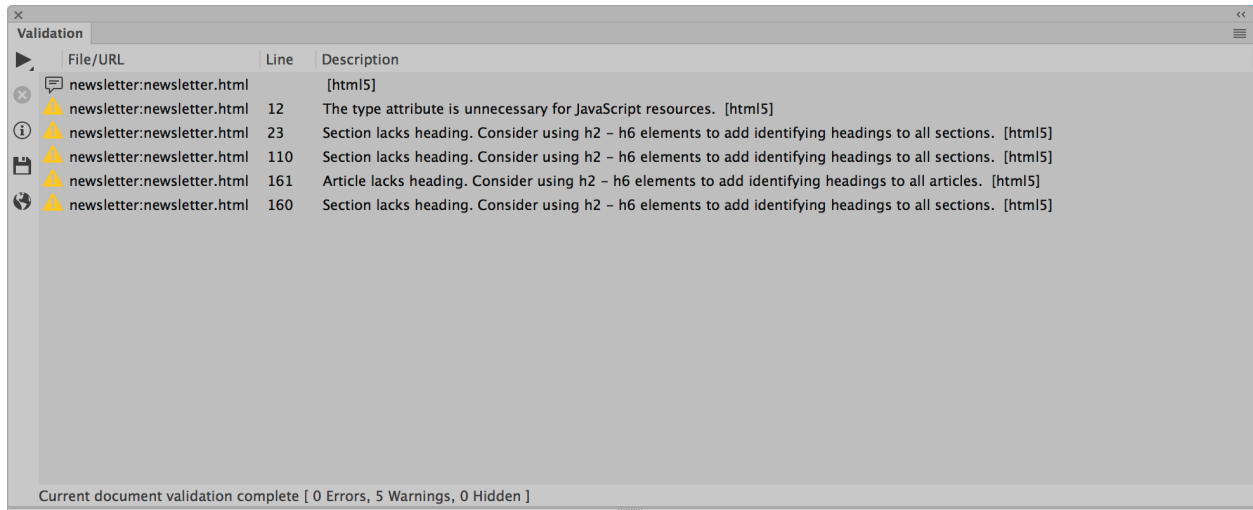 Validation
File/URL Line Description
newsletter:newsletter.html [html5]
newsletter:newsletter.html 12 The type attribute is unnecessary for JavaScript resources. [html5]
newsletter:newsletter.html 23 Section lacks heading. Consider using h2 – h6 elements to add identifying headings to all sections. [html5]
newsletter:newsletter.html 110 Section lacks heading. Consider using h2 – h6 elements to add identifying headings to all sections. [html5]
newsletter:newsletter.html 161 Article lacks heading. Consider using h2 – h6 elements to add identifying headings to all articles. [html5]
newsletter:newsletter.html 160 Section lacks heading. Consider using h2 – h6 elements to add identifying headings to all sections. [html5]
Current document validation complete [ 0 Errors, 5 Warnings, 0 Hidden ]